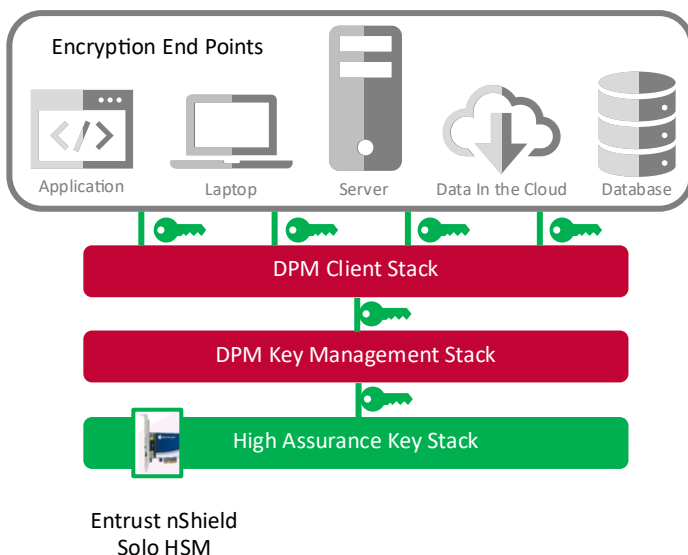 Encryption End Points
</>
Application
Laptop
Server
Data In the Cloud
Database
DPM Client Stack
DPM Key Management Stack
High Assurance Key Stack
Entrust nShield
Solo HSM